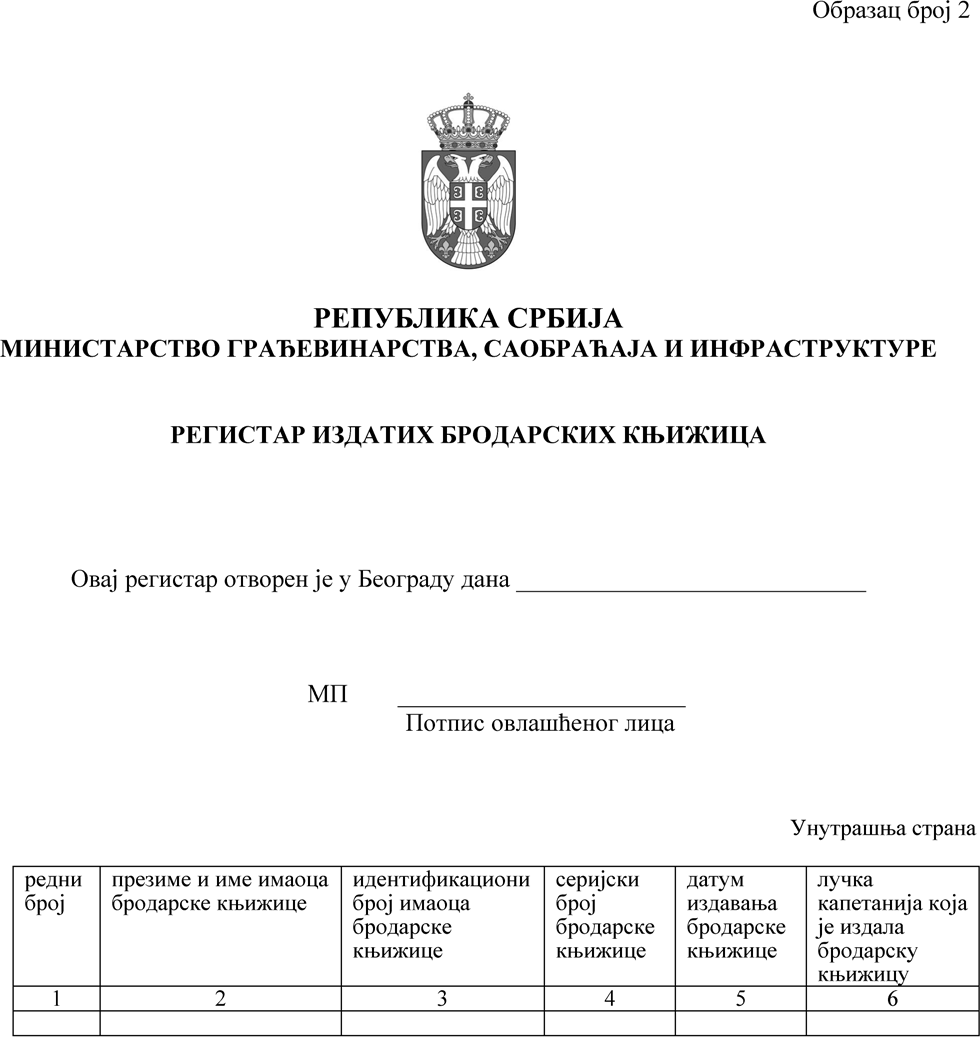 Образац број 2
РЕПУБЛИКА СРБИЈА
МИНИСТАРСТВО ГРАЂЕВИНАРСТВА, САОБРАЋАЈА И ИНФРАСТРУКТУРЕ
РЕГИСТАР ИЗДАТИХ БРОДАРСКИХ КЊИЖИЦА
Овај регистар отворен је у Београду дана ____________________________
МП _______________________
Потпис овлашћеног лица
Унутрашња страна
редни
број
презиме и име имаоца
бродарске књижице
идентификациони
број имаоца
бродарске
књижице
серијски
број
бродарске
књижице
датум
издавања
бродарске
књижице
лучка
капетанија која
је издала
бродарску
књижицу
1 2 3 4 5 6